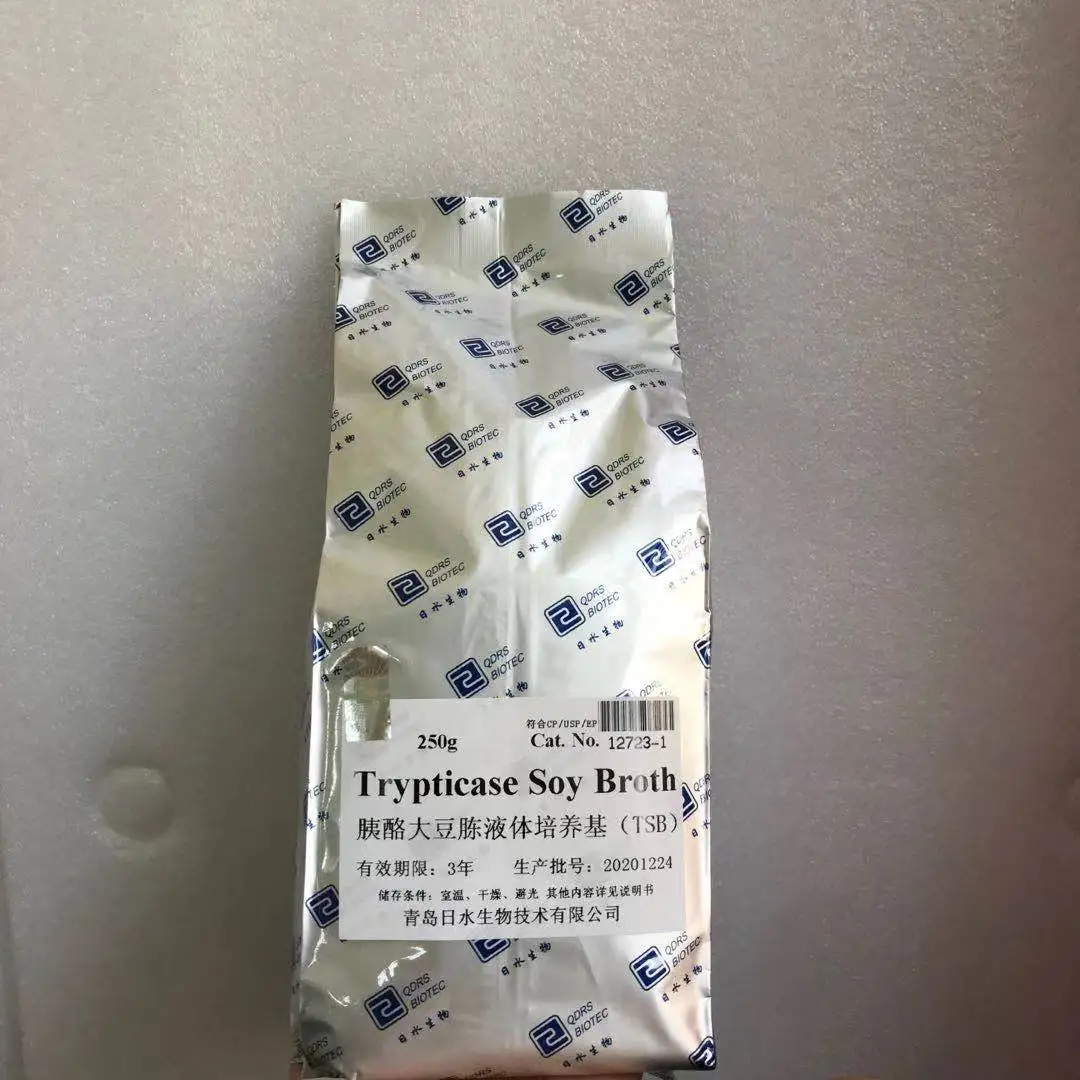 QDRS
BIOTEC
日水生物
符合CP/USP/EP
250g
Cat. No. 12723-1
Trypticase Soy Broth
胰酪大豆胨液体培养基（TSB）
有效期限：3年 生产批号：20201224
储存条件：室温、干燥、避光 其他内容详见说明书
青岛日水生物技术有限公司